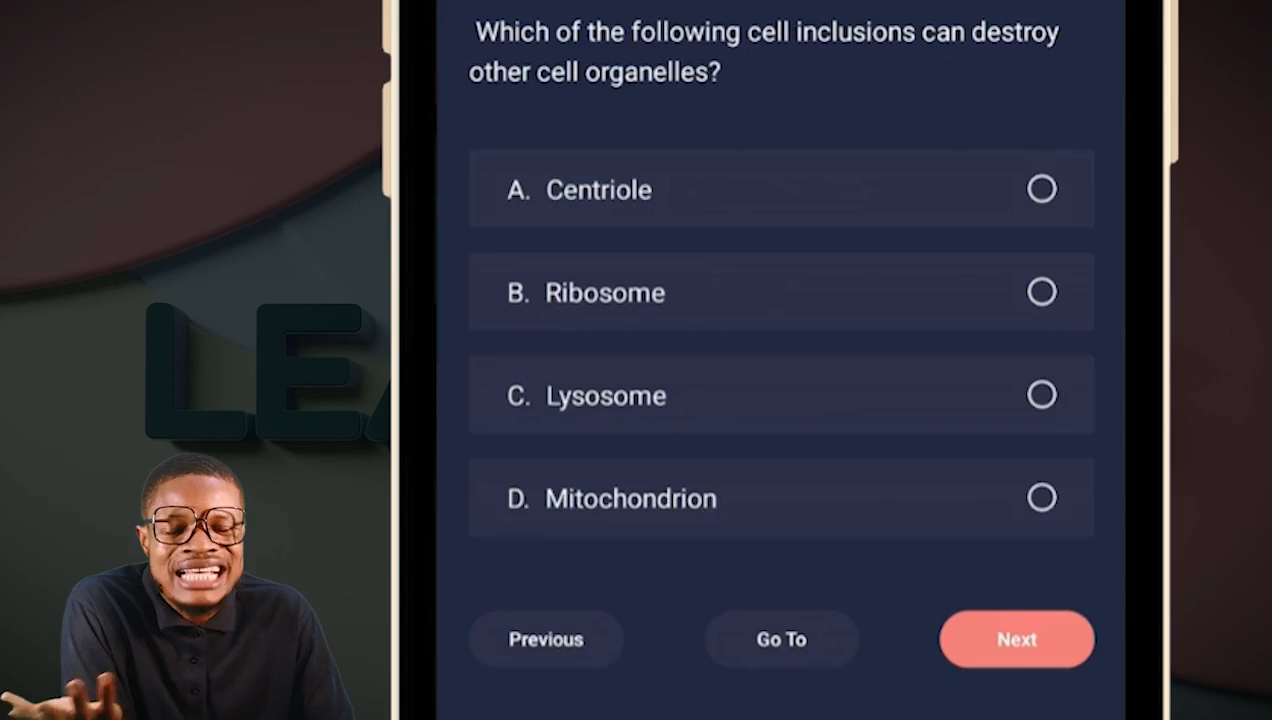 Which of the following cell inclusions can destroy
other cell organelles?
A. Centriole
B. Ribosome
C. Lysosome
D. Mitochondrion
Previous
Go To
Next